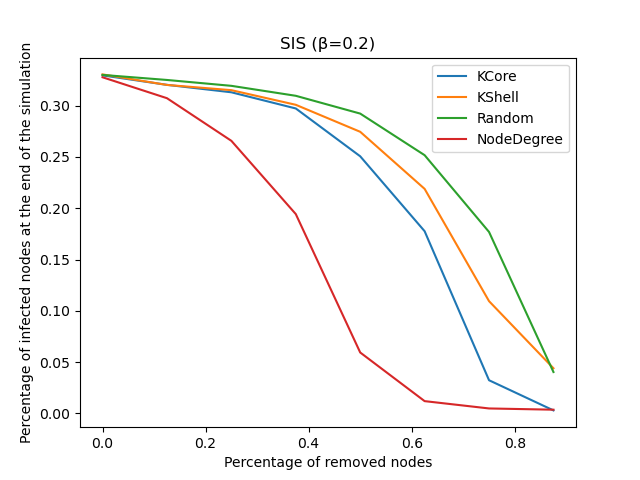 SIS (β=0.2)
Percentage of infected nodes at the end of the simulation
0.30
0.25
0.20
0.15
0.10
0.05
0.00
KCore
KShell
Random
NodeDegree
0.0
0.2
0.4
0.6
0.8
Percentage of removed nodes